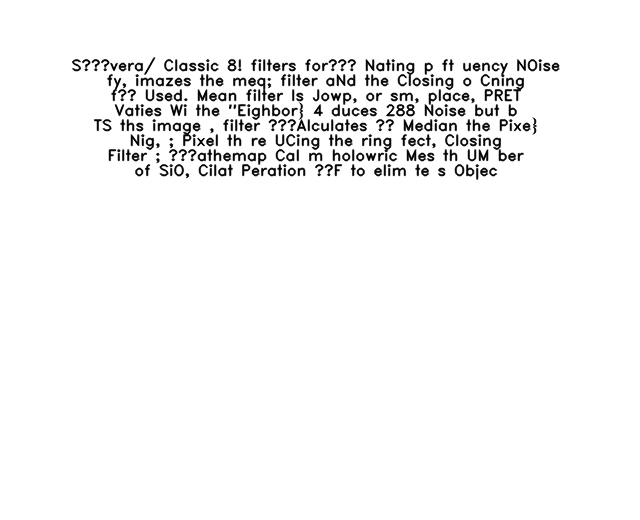 S???vera/ Classic 8! filters for??? Nating p ft uency NOise
fy, imazes the meq; filter aNd the Closing o Cning
f?? Used. Mean filter Is Jowp, or sm, place, PRET
Vaties Wi the "Eighbor} 4 duces 288 Noise but b
TS ths image , filter ???Alculates ?? Median the Pixe}
Nig, ; Pixel th re UCing the ring fect, Closing
Filter ; ???athemap Cal m holowric Mes th UM ber
of SiO, Cilat Peration ??F to elim te s Objec